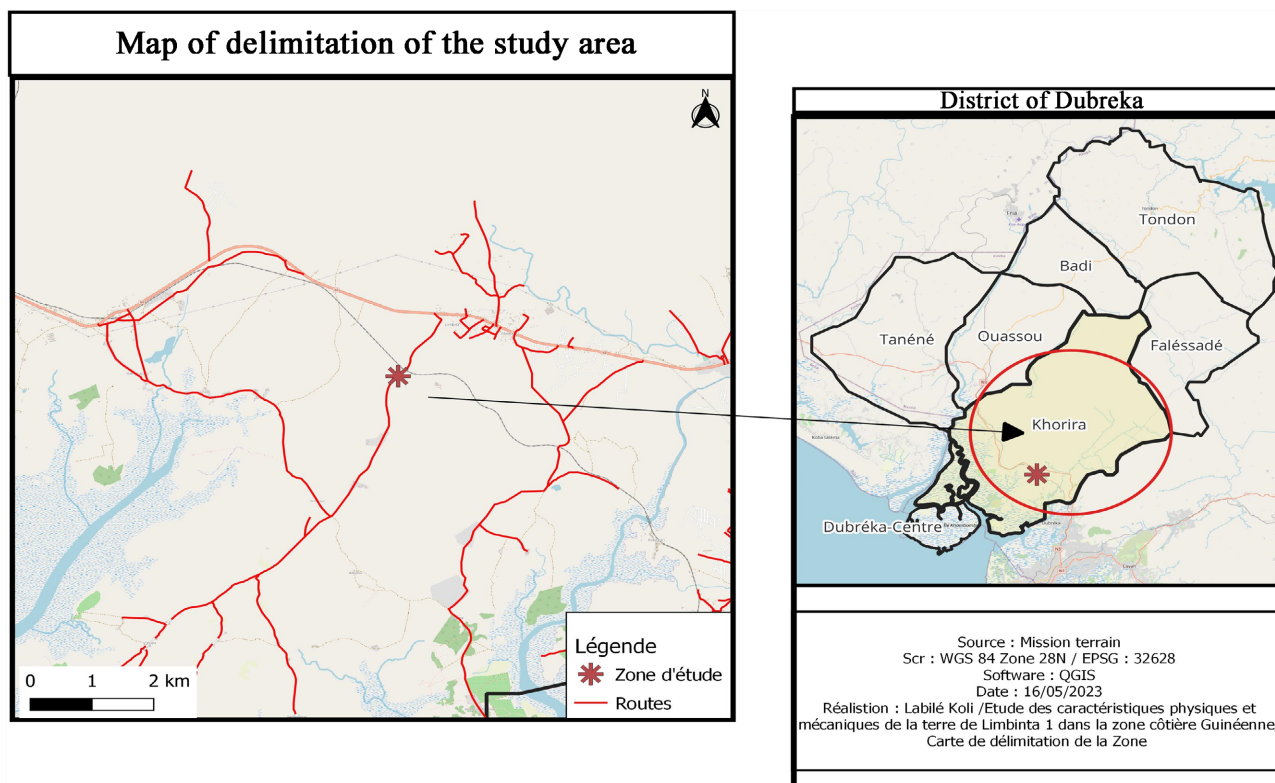 Map of delimitation of the study area
N
Légende
Zone d'étude
Routes
0 1 2 km
District of Dubreka
Tondon
Badi
Tanéné
Ouassou
Faléssadé
Khorira
Dubréka-Centre
Source : Mission terrain
Scr : WGS 84 Zone 28N / EPSG : 32628
Software : QGIS
Date : 16/05/2023
Réalistion : Labilé Koli /Etude des caractéristiques physiques et
mécaniques de la terre de Limbinta 1 dans la zone côtière Guinéenne
Carte de délimitation de la Zone